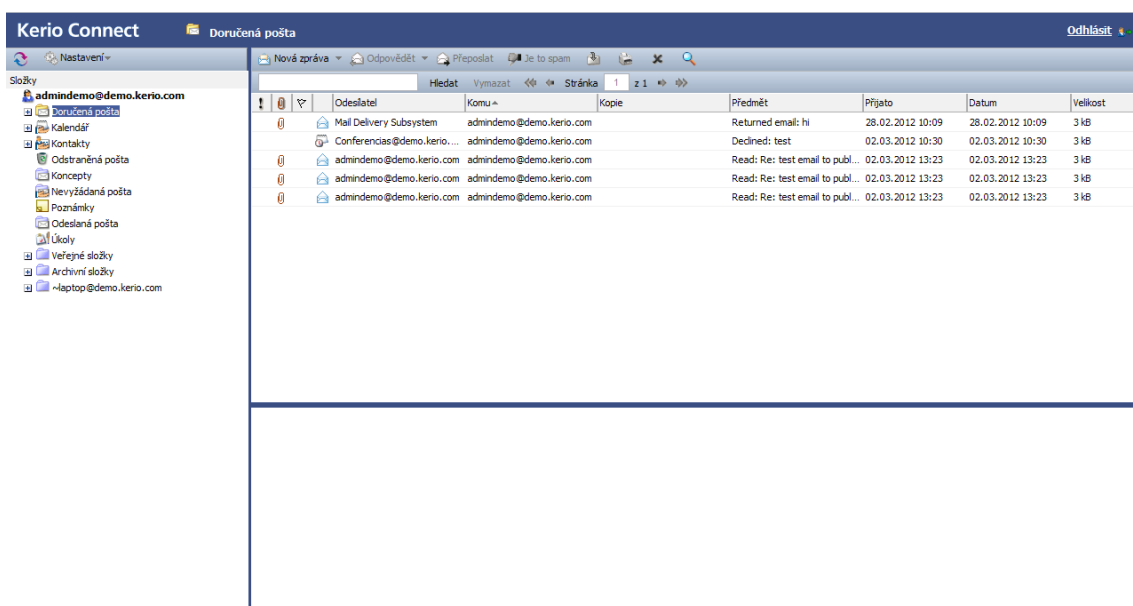 Kerio Connect Doručená pošta Odhlásit
Nastavení Nová zpráva Odpovědět Přeposlat Je to spam
Složky
Hledat Vymazat Stránka 1 z 1
admindemo@demo.kerio.com
Doručená pošta
Kalendář
Kontakty
Odstraněná pošta
Koncepty
Nevyžádaná pošta
Poznámky
Odeslaná pošta
Úkoly
Veřejné složky
Archivní složky
~laptop@demo.kerio.com
! Odesílatel Komu Kopie Předmět Přijato Datum Velikost
Mail Delivery Subsystem admindemo@demo.kerio.com Returned email: hi 28.02.2012 10:09 28.02.2012 10:09 3 kB
Conferencias@demo.kerio.... admindemo@demo.kerio.com Declined: test 02.03.2012 10:30 02.03.2012 10:30 3 kB
admindemo@demo.kerio.com admindemo@demo.kerio.com Read: Re: test email to publ... 02.03.2012 13:23 02.03.2012 13:23 3 kB
admindemo@demo.kerio.com admindemo@demo.kerio.com Read: Re: test email to publ... 02.03.2012 13:23 02.03.2012 13:23 3 kB
admindemo@demo.kerio.com admindemo@demo.kerio.com Read: Re: test email to publ... 02.03.2012 13:23 02.03.2012 13:23 3 kB